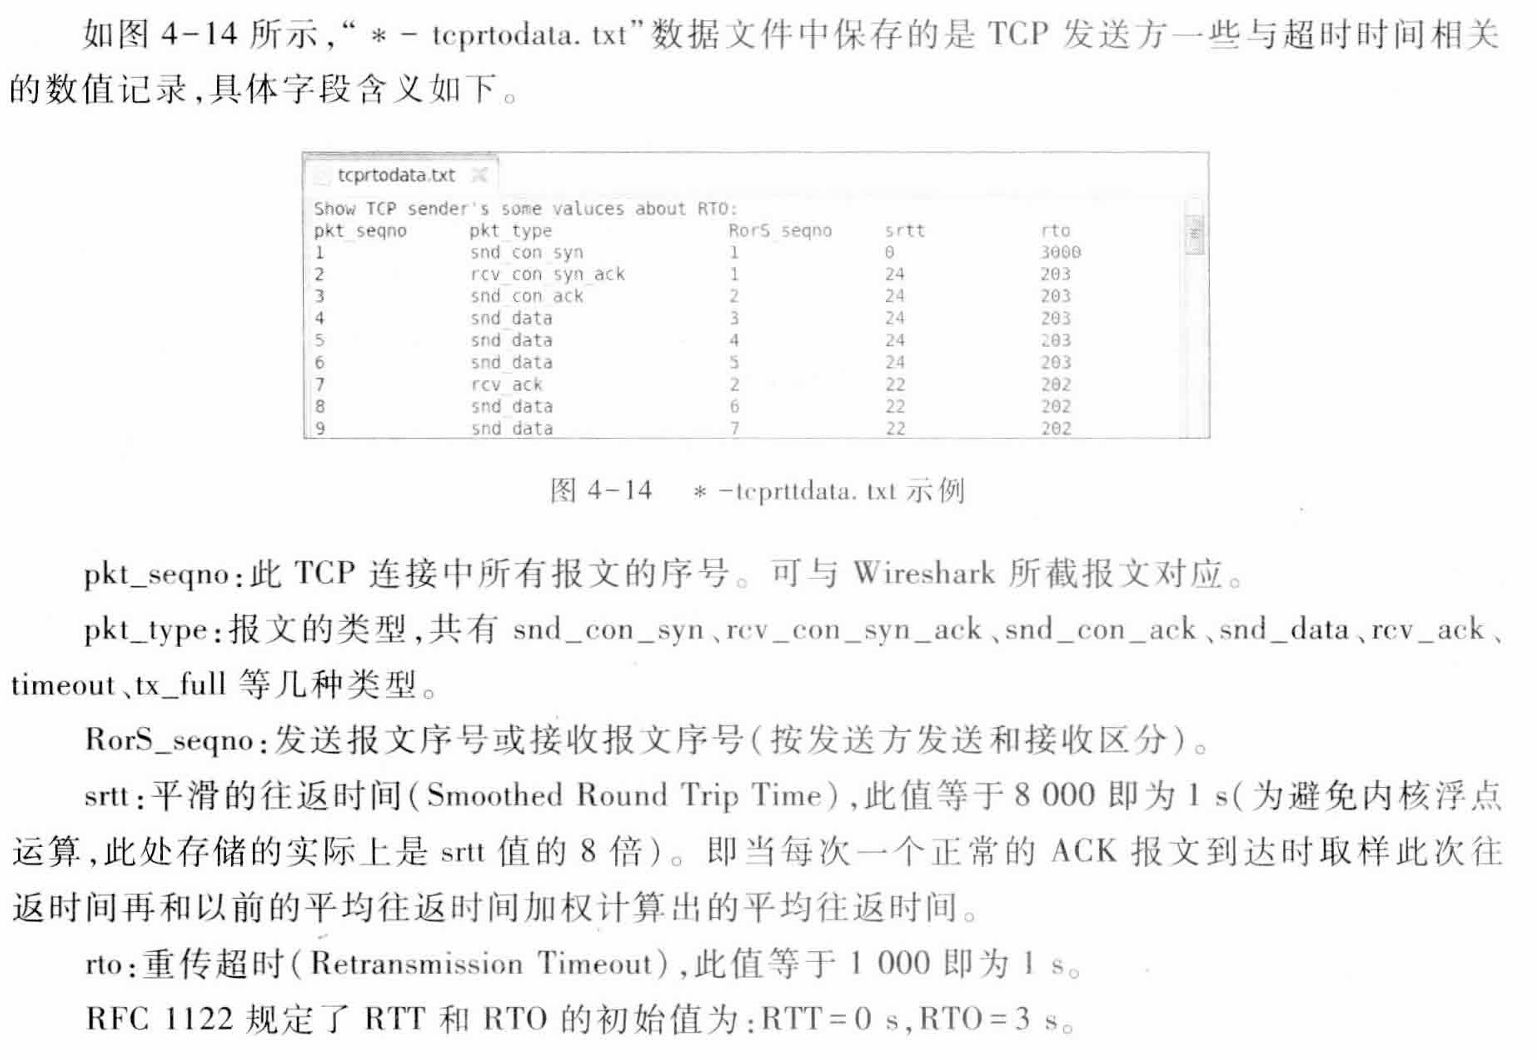 如图 4-14 所示,“ * - tcprtodata. txt”数据文件中保存的是 TCP 发送方一些与超时时间相关
的数值记录,具体字段含义如下。
tcprtodata.txt
Show TCP sender's some valuces about RTO:
pkt_seqno pkt_type RorS_seqno srtt rto
1 snd_con_syn 1 0 3000
2 rcv_con_syn_ack 1 24 203
3 snd_con_ack 2 24 203
4 snd_data 3 24 203
5 snd_data 4 24 203
6 snd_data 5 24 203
7 rcv_ack 2 22 202
8 snd_data 6 22 202
9 snd_data 7 22 202
图 4-14 * -tcprttdata. txt 示例
pkt_seqno:此 TCP 连接中所有报文的序号。可与 Wireshark 所截报文对应。
pkt_type:报文的类型,共有 snd_con_syn、rcv_con_syn_ack、snd_con_ack、snd_data、rcv_ack、
timeout、tx_full 等几种类型。
RorS_seqno:发送报文序号或接收报文序号(按发送方发送和接收区分)。
srtt:平滑的往返时间(Smoothed Round Trip Time),此值等于 8 000 即为 1 s(为避免内核浮点
运算,此处存储的实际上是 srtt 值的 8 倍)。即当每次一个正常的 ACK 报文到达时取样此次往
返时间再和以前的平均往返时间加权计算出的平均往返时间。
rto:重传超时(Retransmission Timeout),此值等于 1 000 即为 1 s。
RFC 1122 规定了 RTT 和 RTO 的初始值为:RTT=0 s,RTO=3 s。